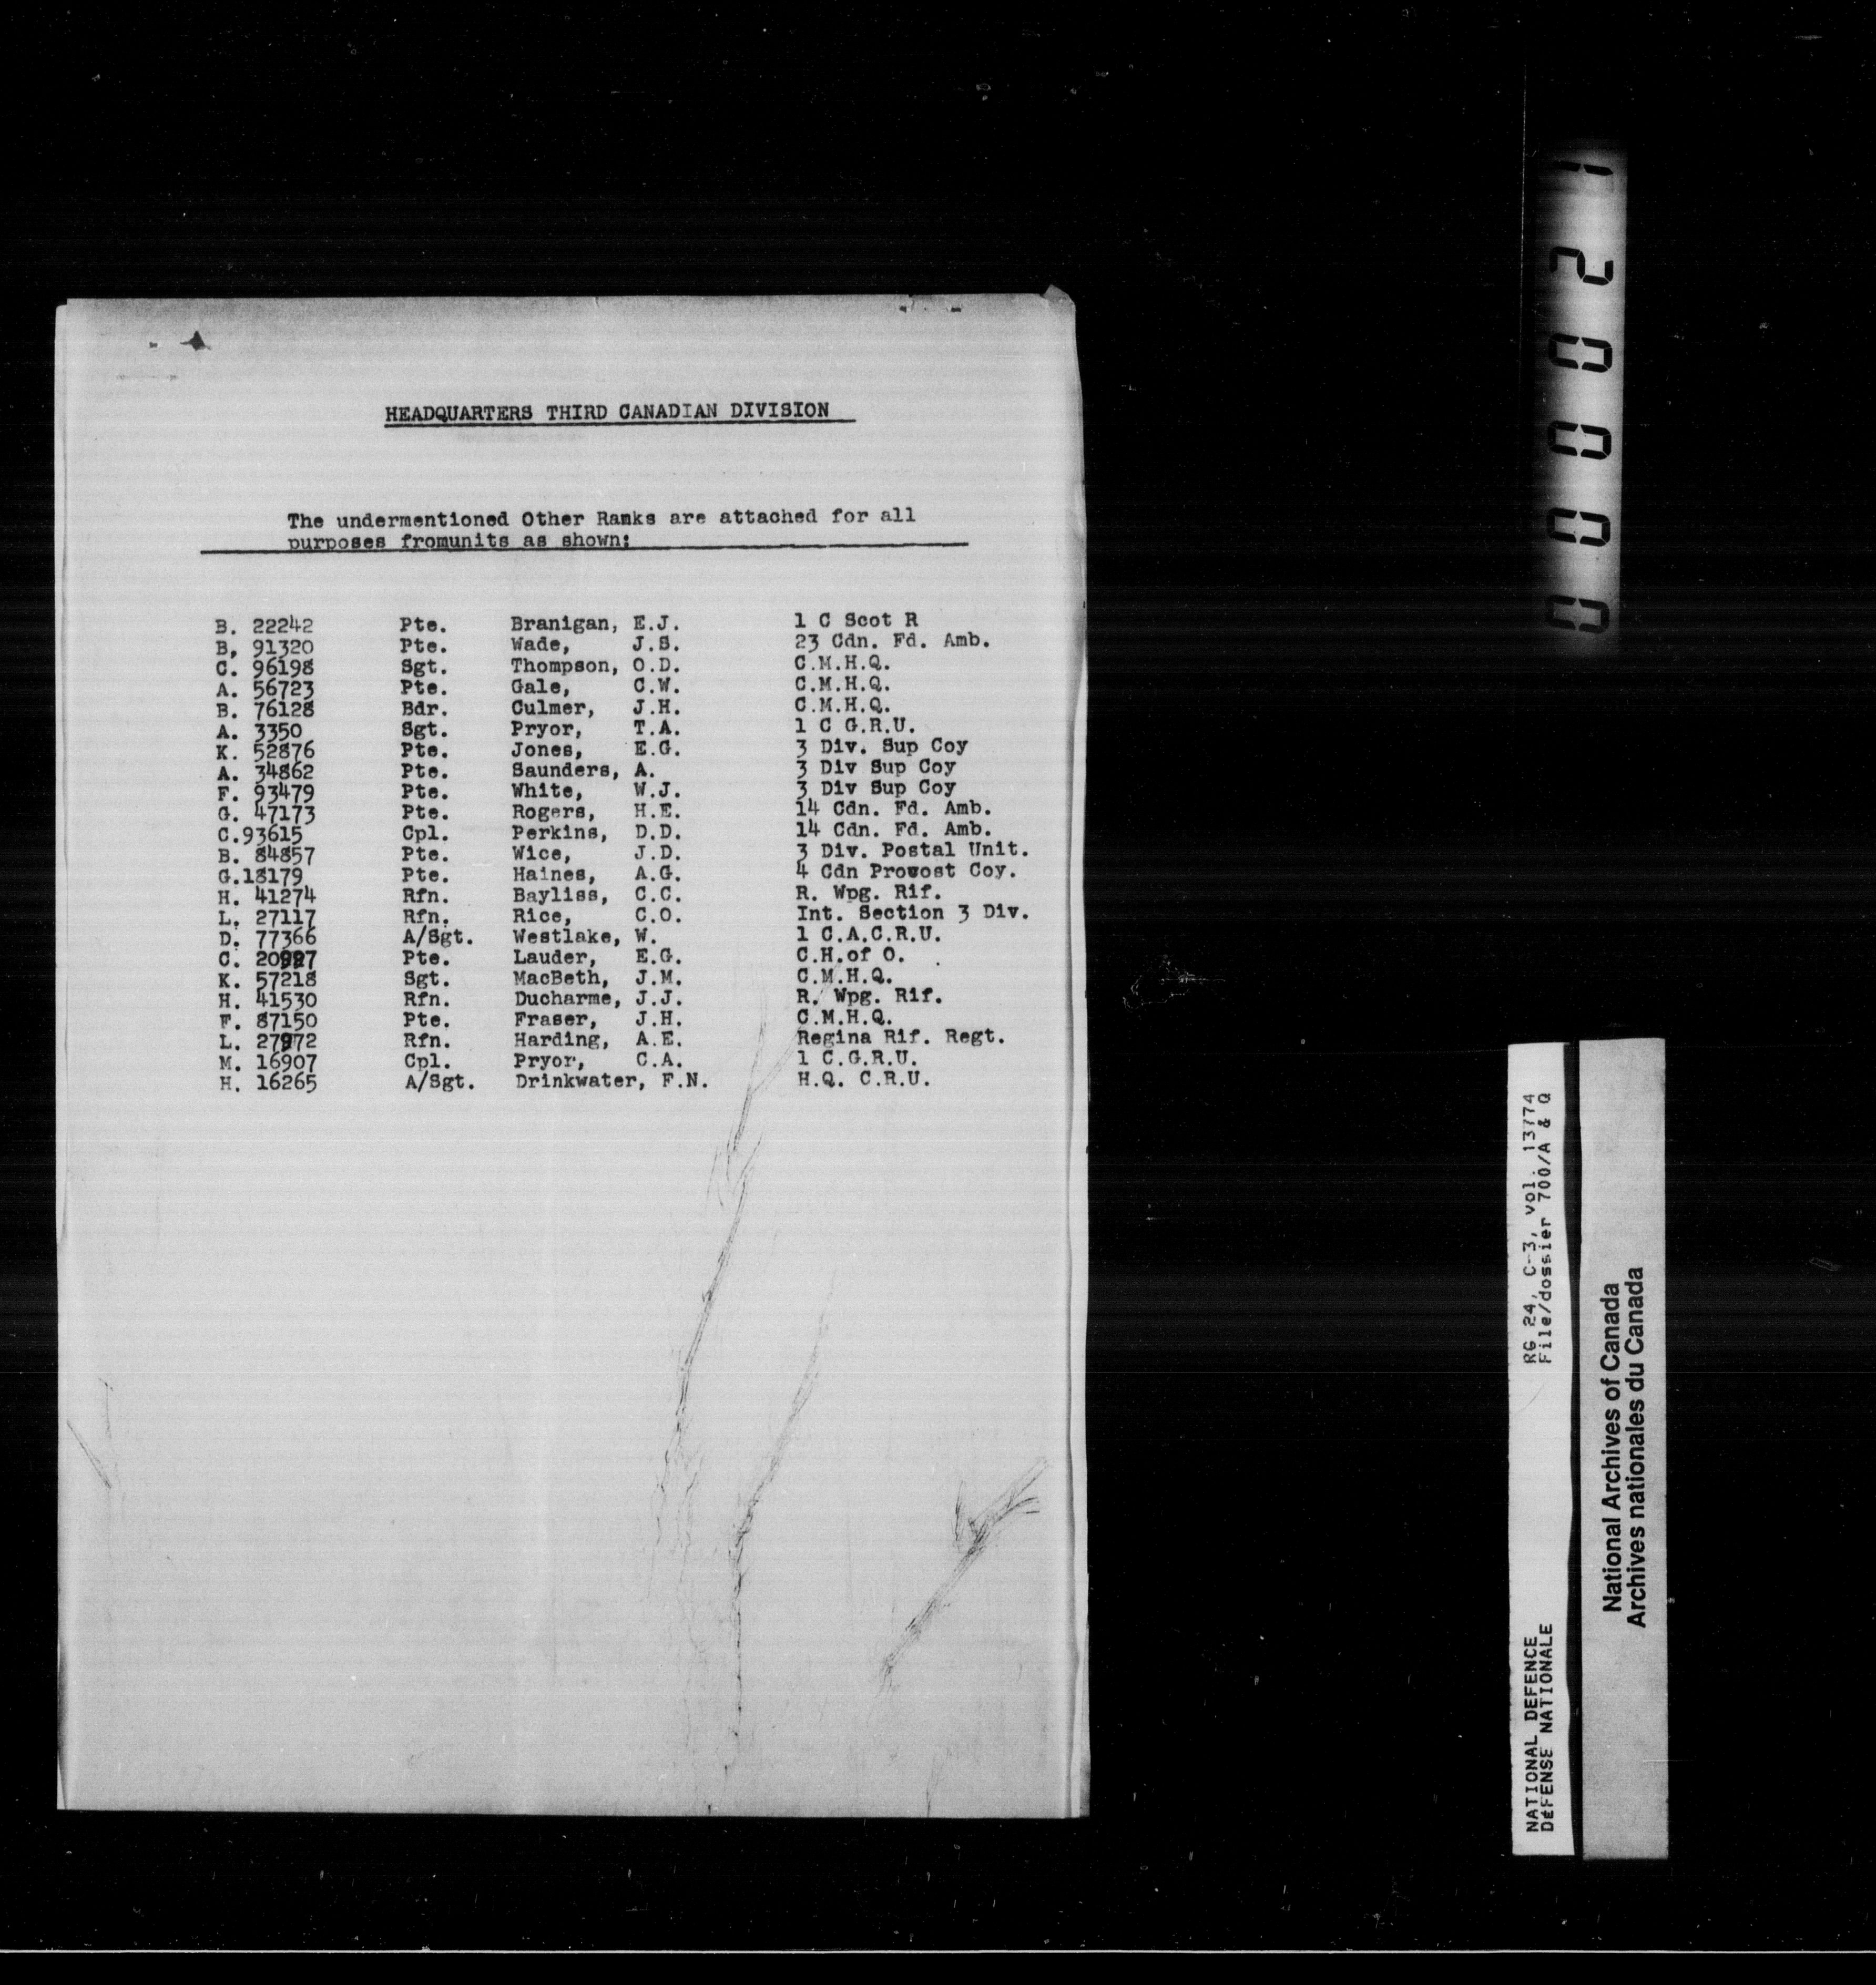 HEADQUARTERS THIRD CANADIAN DIVISION
The undermentioned Other Ramks are attached for all
purposes fromunits as shown:
B. 22242 Pte. Branigan, E.J. 1 C Scot R
B, 91320 Pte. Wade, J.S. 23 Cdn. Fd. Amb.
C. 96198 Sgt. Thompson, O.D. C.M.H.Q.
A. 56723 Pte. Gale, C.W. C.M.H.Q.
B. 76128 Bdr. Culmer, J.H. C.M.H.Q.
A. 3350 Sgt. Pryor, T.A. 1 C G.R.U.
K. 52876 Pte. Jones, E.G. 3 Div. Sup Coy
A. 34862 Pte. Saunders, A. 3 Div Sup Coy
F. 93479 Pte. White, W.J. 3 Div Sup Coy
G. 47173 Pte. Rogers, H.E. 14 Cdn. Fd. Amb.
C.93615 Cpl. Perkins, D.D. 14 Cdn. Fd. Amb.
B. 84857 Pte. Wice, J.D. 3 Div. Postal Unit.
G.18179 Pte. Haines, A.G. 4 Cdn Provost Coy.
H. 41274 Rfn. Bayliss, C.C. R. Wpg. Rif.
L. 27117 Rfn. Rice, C.O. Int. Section 3 Div.
D. 77366 A/Sgt. Westlake, W. 1 C.A.C.R.U.
C. Pte. Lauder, E.G. C.H.of O.
K. 57218 Sgt. MacBeth, J.M. C.M.H.Q.
H. 41530 Rfn. Ducharme, J.J. R. Wpg. Rif.
F. 87150 Pte. Fraser, J.H. C.M.H.Q.
L. 27972 Rfn. Harding, A.E. Regina Rif. Regt.
M. 16907 Cpl. Pryor, C.A. 1 C.G.R.U.
H. 16265 A/Sgt. Drinkwater, F.N. H.Q. C.R.U.
000021
NATIONAL DEFENCE RG 24, C-3, vol. 13774
DéFENSE NATIONALE File/dossier 700/A & Q
National Archives of Canada
Archives nationales du Canada